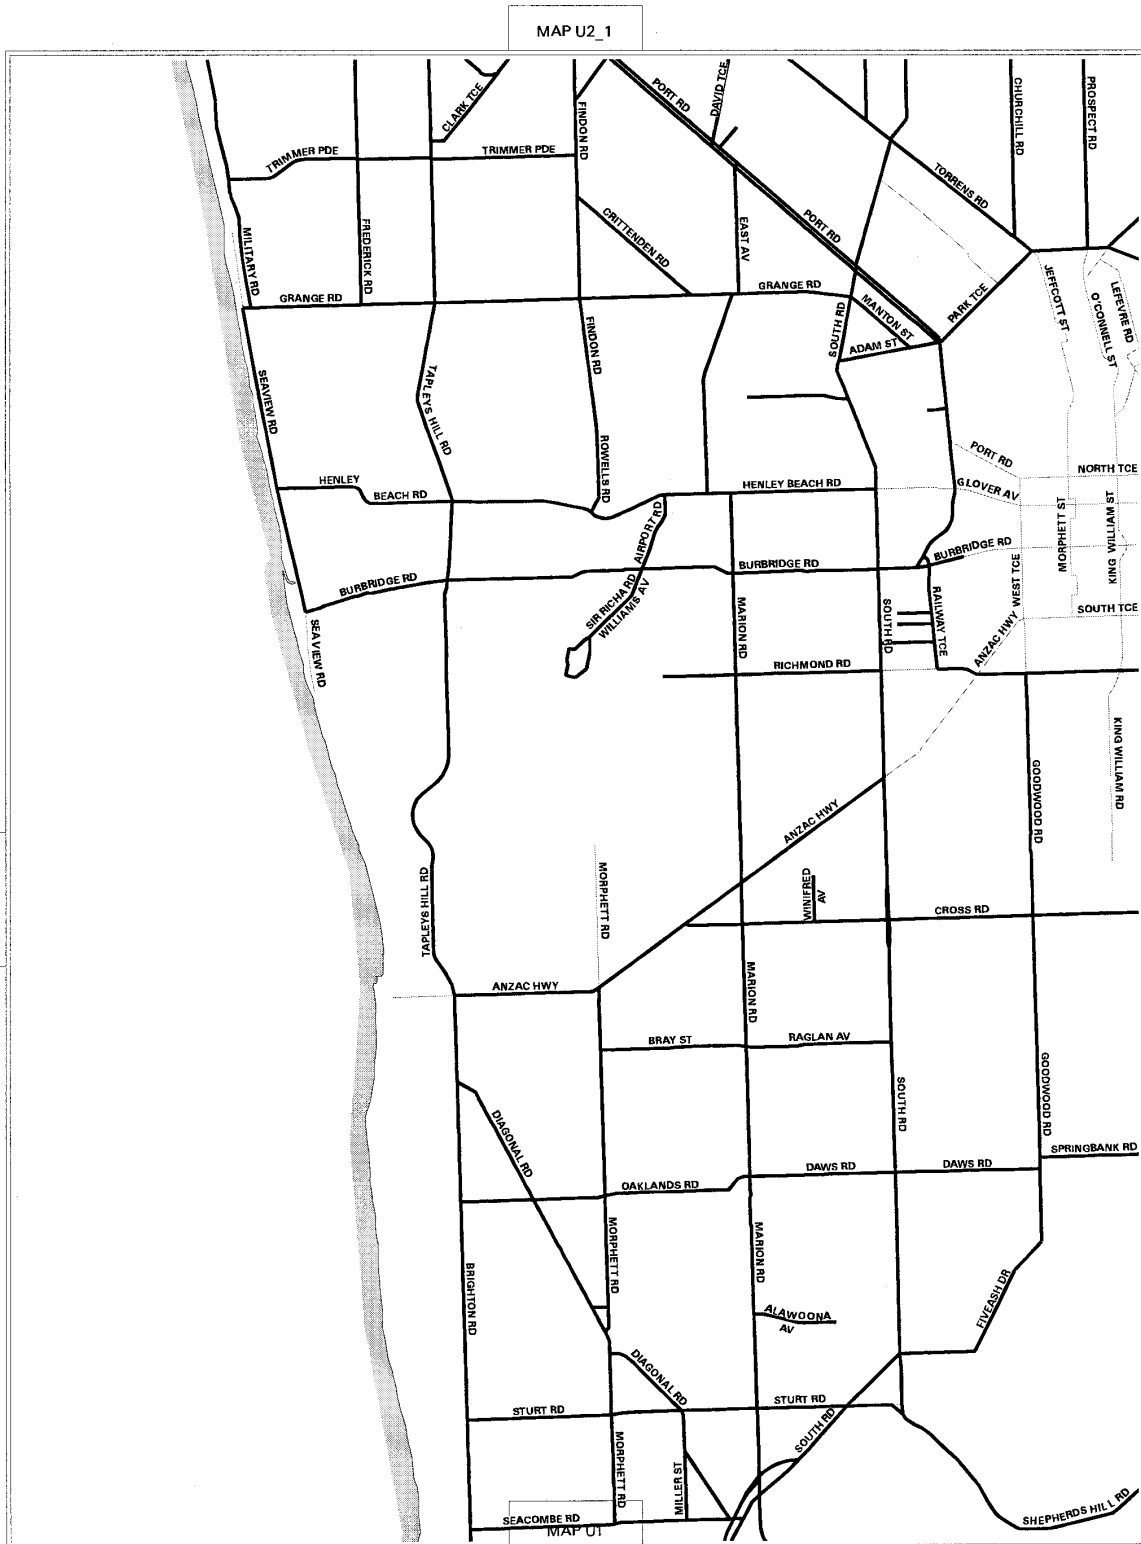 MAP U2_1
CLARK TCE
FINDON RD
PORT RD
DAVID TCE
CHURCHILL RD
PROSPECT RD
TRIMMER PDE
TRIMMER PDE
TORRENS RD
MILITARY RD
FREDERICK RD
CRITTENDEN RD
EAST AV
PORT RD
GRANGE RD
GRANGE RD
MANTON ST
PARK TCE
JEFFCOTT ST
LEFEVRE RD
O'CONNELL ST
SOUTH RD
ADAM ST
FINDON RD
SEAVIEW RD
TAPLEYS HILL RD
ROWELLS RD
PORT RD
NORTH TCE
HENLEY
BEACH RD
HENLEY BEACH RD
GLOVER AV
MORPHETT ST
KING WILLIAM ST
AIRPORT RD
SIR RICHARD
WILLIAMS AV
BURBRIDGE RD
BURBRIDGE RD
BURBRIDGE RD
WEST TCE
MARION RD
SOUTH RD
RAILWAY TCE
ANZAC HWY
SOUTH TCE
SEAVIEW RD
RICHMOND RD
KING WILLIAM RD
GOODWOOD RD
ANZAC HWY
TAPLEYS HILL RD
MORPHETT RD
WINIFRED
AV
CROSS RD
ANZAC HWY
MARION RD
BRAY ST
RAGLAN AV
SOUTH RD
GOODWOOD RD
DIAGONAL RD
SPRINGBANK RD
DAWS RD
DAWS RD
OAKLANDS RD
MORPHETT RD
MARION RD
BRIGHTON RD
FIVEASH DR
ALAWOONA
AV
DIAGONAL RD
STURT RD
STURT RD
SOUTH RD
MORPHETT RD
MILLER ST
SHEPHERDS HILL RD
SEACOMBE RD
MAP U1